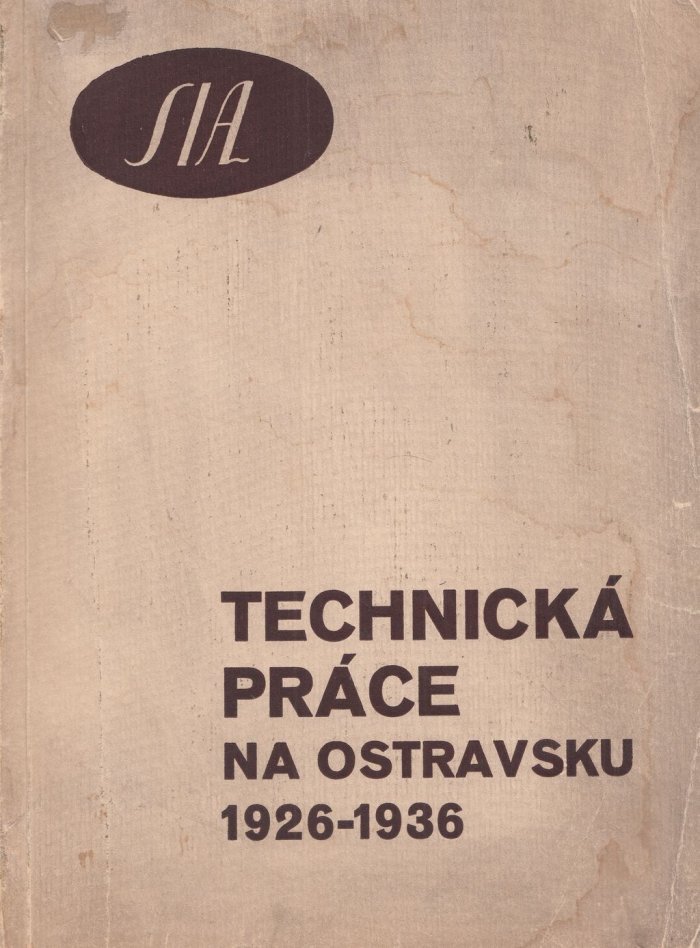 SIA
TECHNICKÁ
PRÁCE
NA OSTRAVSKU
1926-1936